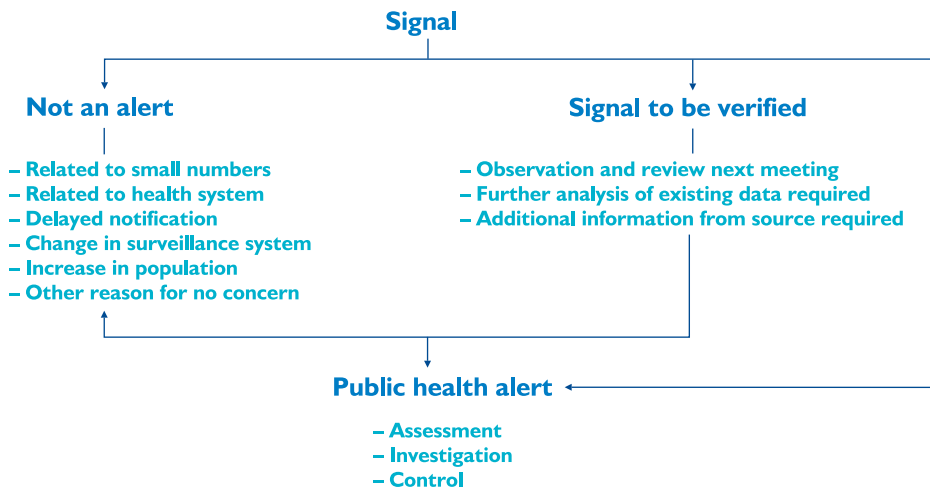 Signal
Not an alert
– Related to small numbers
– Related to health system
– Delayed notification
– Change in surveillance system
– Increase in population
– Other reason for no concern
Signal to be verified
– Observation and review next meeting
– Further analysis of existing data required
– Additional information from source required
Public health alert
– Assessment
– Investigation
– Control